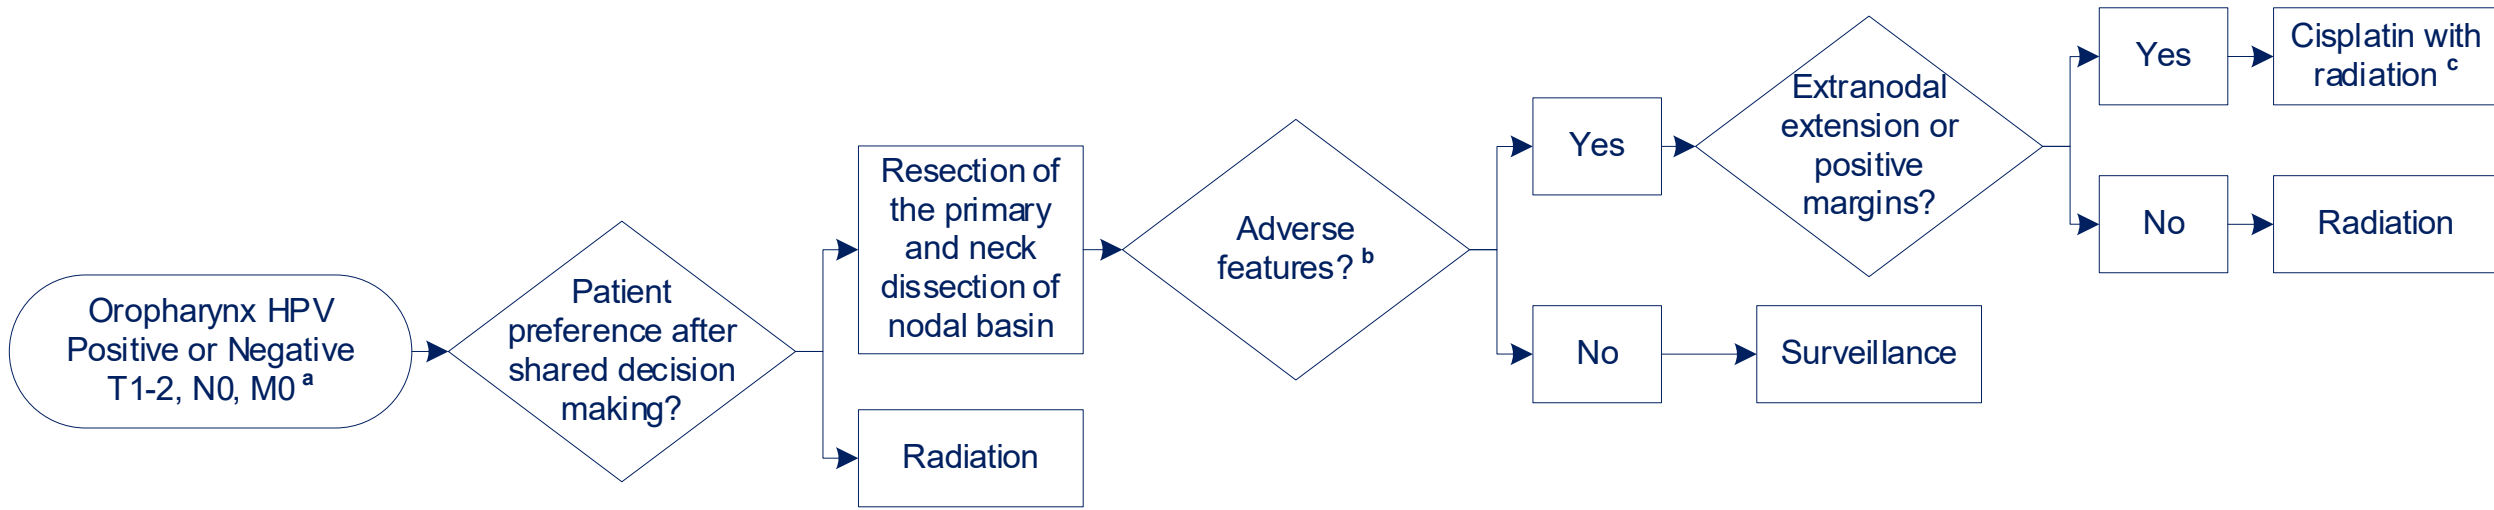 Oropharynx HPV
Positive or Negative
T1-2, N0, M0 a
Patient
preference after
shared decision
making?
Resection of
the primary
and neck
dissection of
nodal basin
Radiation
Adverse
features? b
Yes
No
Surveillance
Extranodal
extension or
positive
margins?
Yes
Cisplatin with
radiation c
No
Radiation